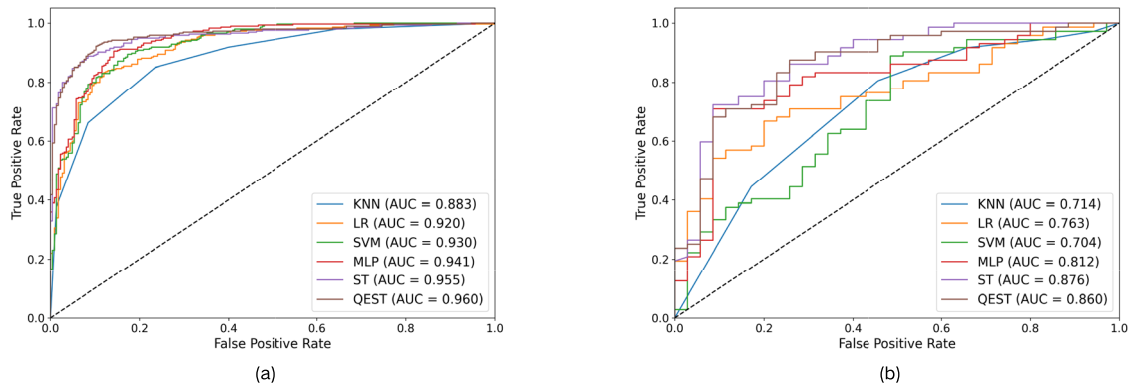 1.0
0.8
0.6
0.4
0.2
0.0
True Positive Rate
KNN (AUC = 0.883)
LR (AUC = 0.920)
SVM (AUC = 0.930)
MLP (AUC = 0.941)
ST (AUC = 0.955)
QEST (AUC = 0.960)
0.0 0.2 0.4 0.6 0.8 1.0
False Positive Rate
(a)
1.0
0.8
0.6
0.4
0.2
0.0
True Positive Rate
KNN (AUC = 0.714)
LR (AUC = 0.763)
SVM (AUC = 0.704)
MLP (AUC = 0.812)
ST (AUC = 0.876)
QEST (AUC = 0.860)
0.0 0.2 0.4 0.6 0.8 1.0
False Positive Rate
(b)